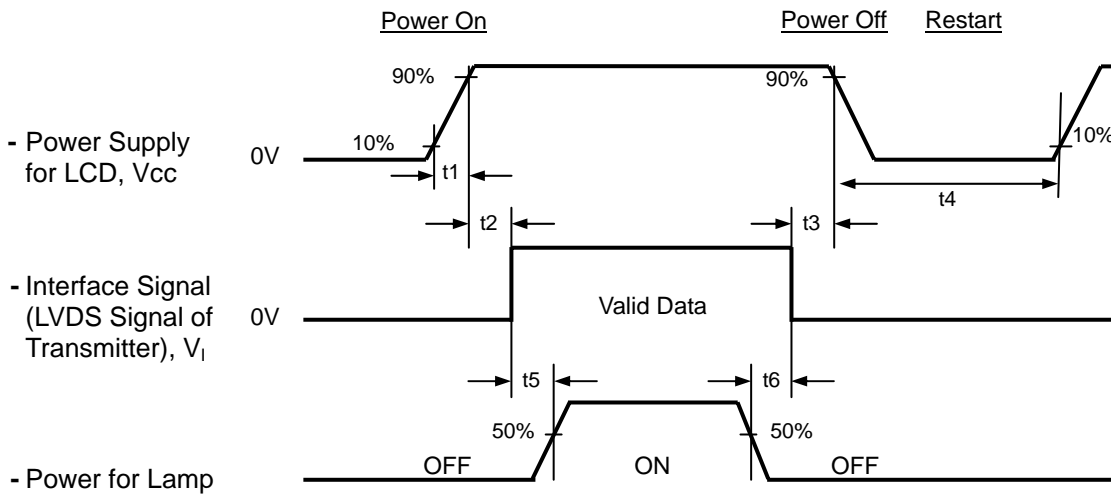 Power On Power Off Restart
90% 90%
- Power Supply
for LCD, Vcc
0V 10% 10%
t1 t4
t2 t3
- Interface Signal
(LVDS Signal of
Transmitter), VI
0V Valid Data
t5 t6
50% 50%
- Power for Lamp OFF ON OFF